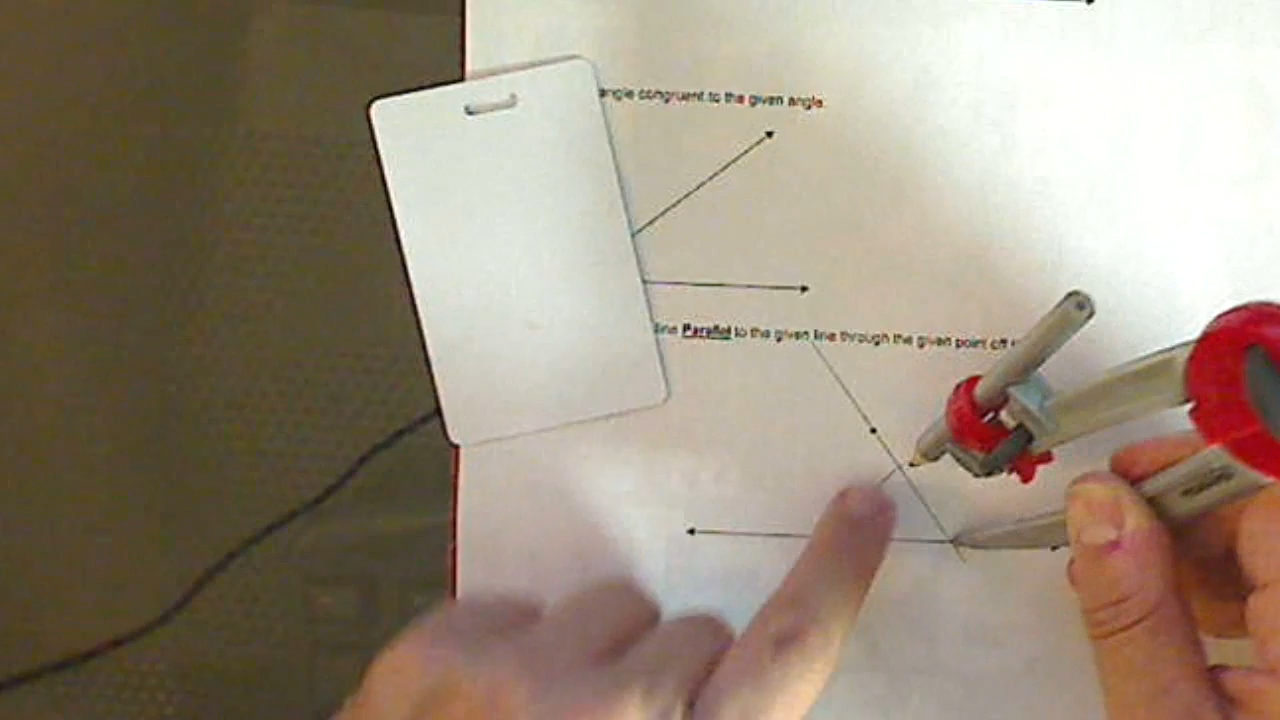 angle congruent to the given angle.
line Parallel to the given line through the given point off